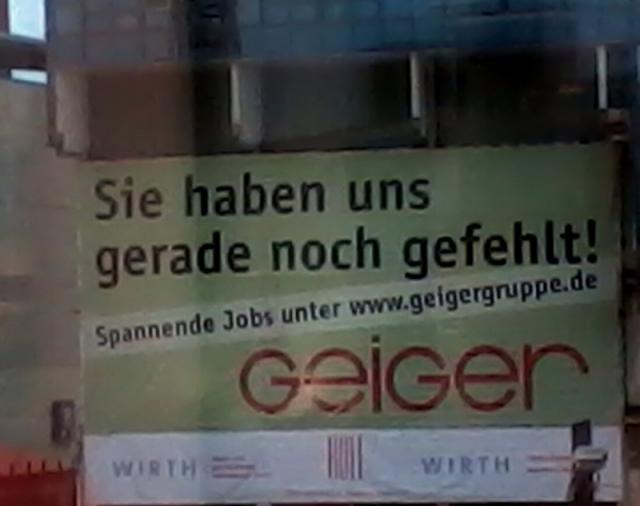 Sie haben uns
gerade noch gefehlt!
Spannende Jobs unter www.geigergruppe.de
GEIGER
WIRTH WIRTH